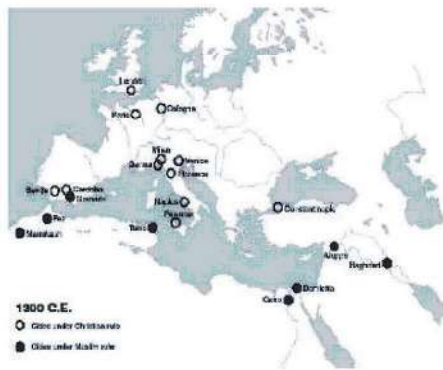 London
Paris
Cologne
Milan
Genoa
Venice
Florence
Seville
Cordoba
Granada
Naples
Palermo
Constantinople
Fez
Marrakech
Tunis
Aleppo
Baghdad
Damietta
Cairo
1300 C.E.
Cities under Christian rule
Cities under Muslim rule